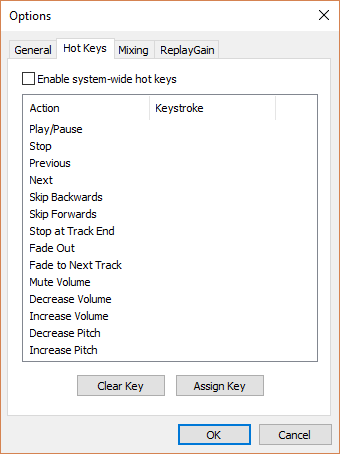 Options
General Hot Keys Mixing ReplayGain
Enable system-wide hot keys
Action Keystroke
Play/Pause
Stop
Previous
Next
Skip Backwards
Skip Forwards
Stop at Track End
Fade Out
Fade to Next Track
Mute Volume
Decrease Volume
Increase Volume
Decrease Pitch
Increase Pitch
Clear Key Assign Key
OK Cancel